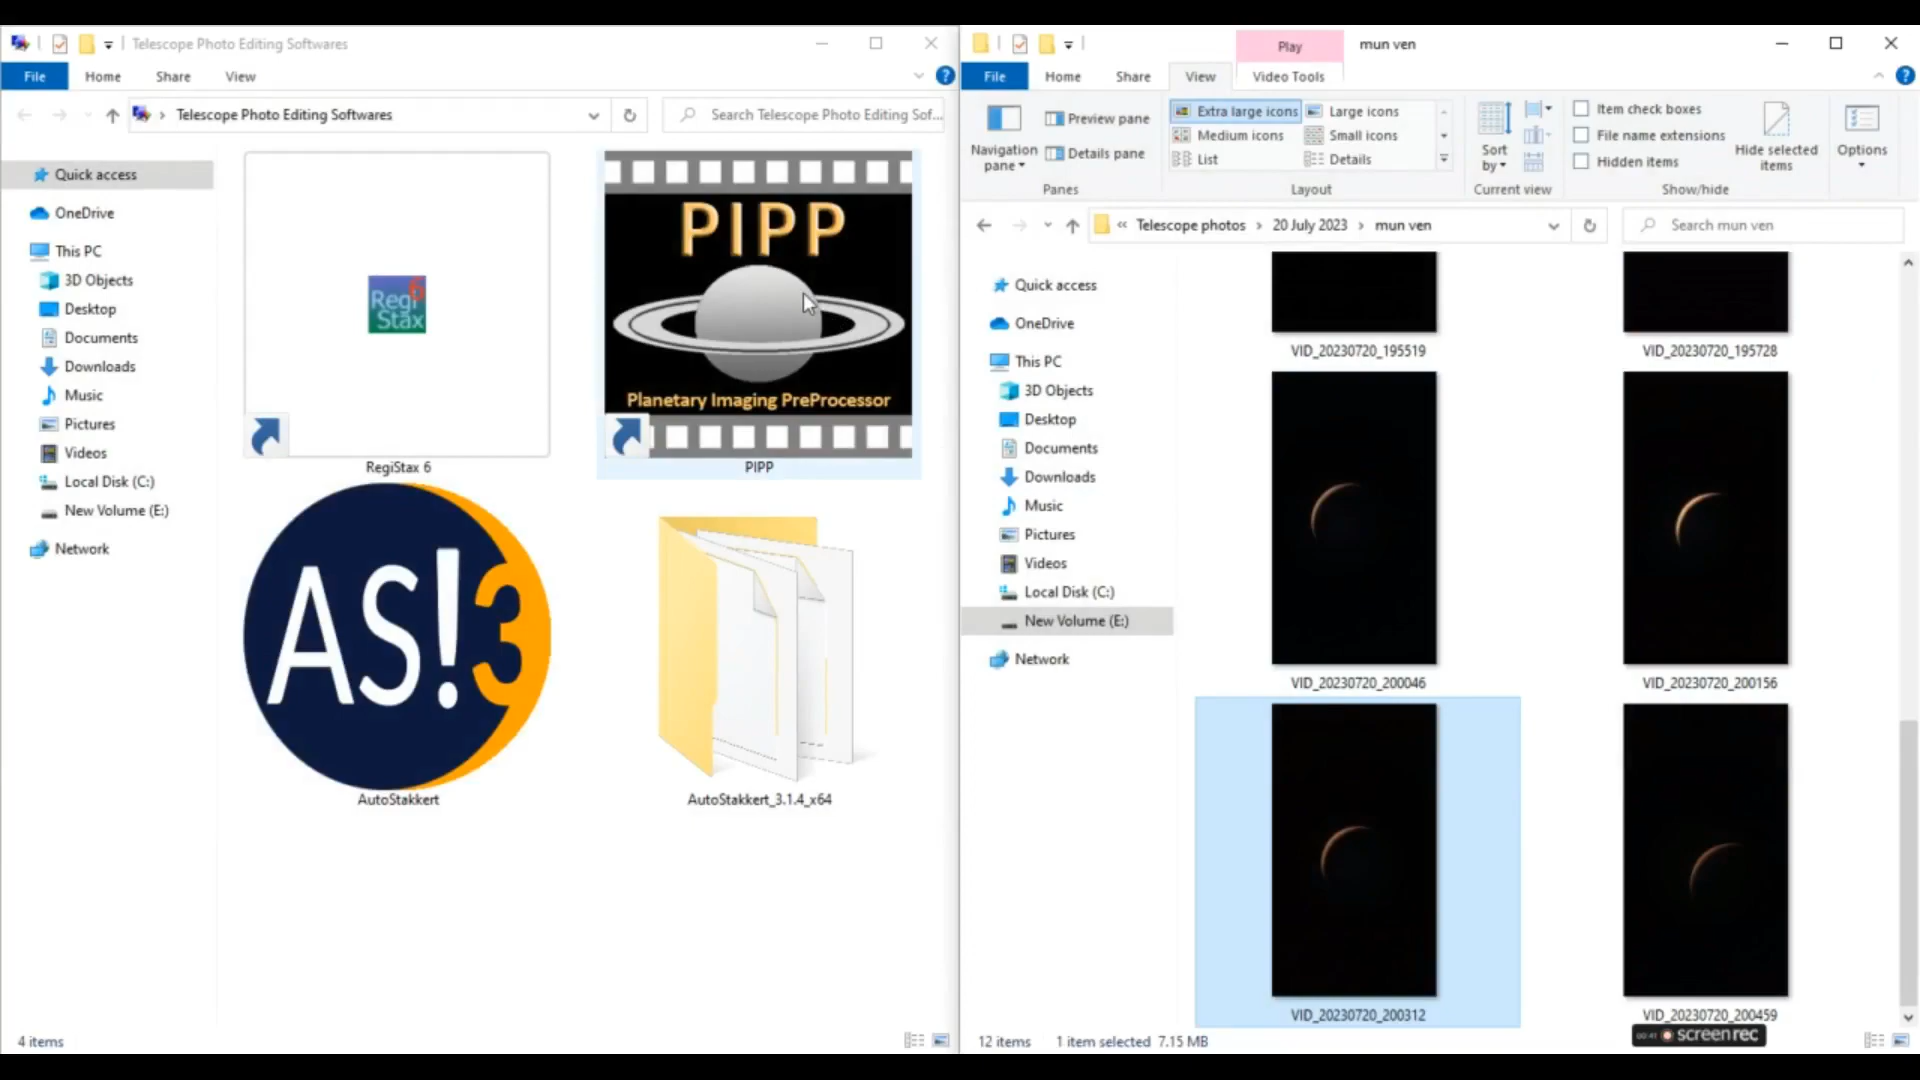 Telescope Photo Editing Softwares
File
Home
Share
View
Telescope Photo Editing Softwares
Search Telescope Photo Editing Sof...
Quick access
OneDrive
This PC
3D Objects
Desktop
Documents
Downloads
Music
Pictures
Videos
Local Disk (C:)
New Volume (E:)
Network
Regi 6
Stax
RegiStax 6
PIPP
Planetary Imaging PreProcessor
PIPP
AS!3
AutoStakkert
AutoStakkert_3.1.4_x64
4 items
Play
mun ven
File
Home
Share
View
Video Tools
Navigation pane
Preview pane
Details pane
Panes
Extra large icons
Large icons
Medium icons
Small icons
List
Details
Layout
Sort by
Current view
Item check boxes
File name extensions
Hidden items
Hide selected items
Show/hide
Options
« Telescope photos › 20 July 2023 › mun ven
Search mun ven
Quick access
OneDrive
This PC
3D Objects
Desktop
Documents
Downloads
Music
Pictures
Videos
Local Disk (C:)
New Volume (E:)
Network
VID_20230720_195519
VID_20230720_195728
VID_20230720_200046
VID_20230720_200156
VID_20230720_200312
VID_20230720_200459
12 items
1 item selected 7.15 MB
screenrec